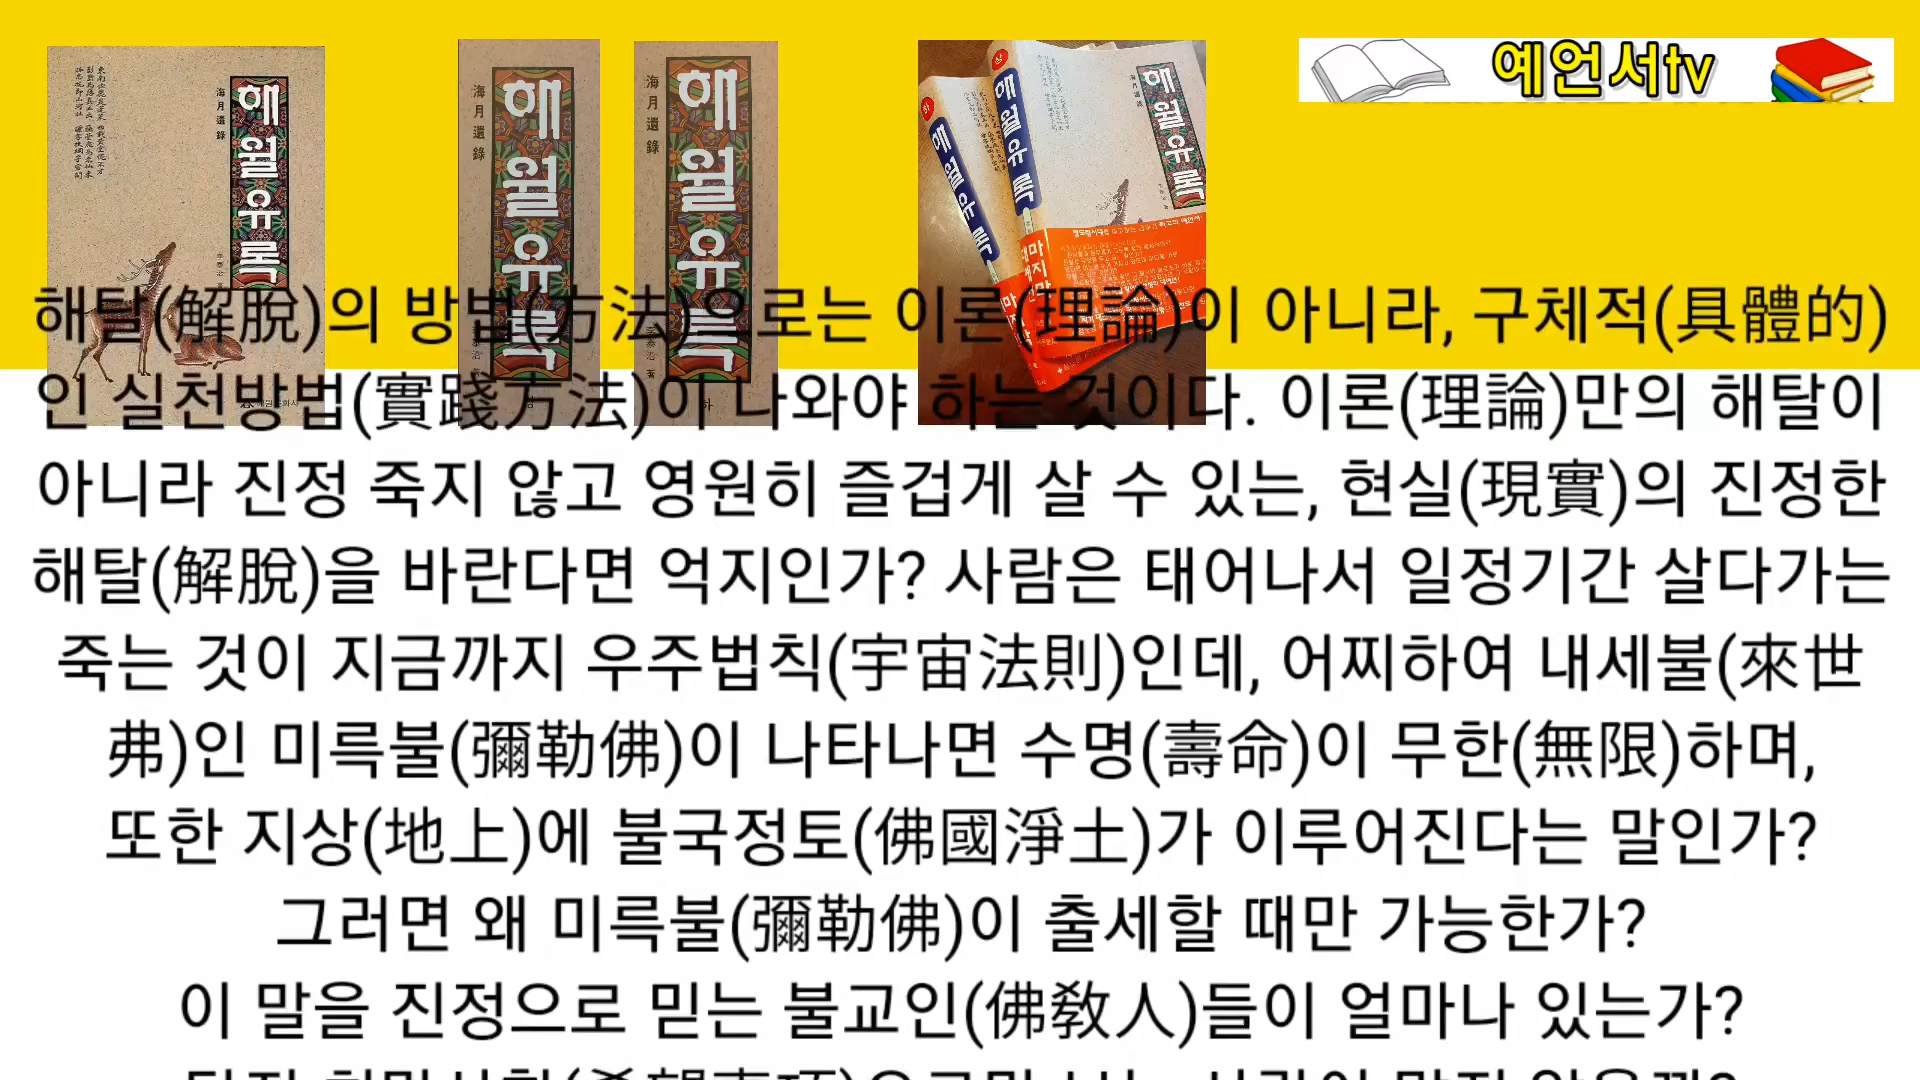 예언서tv
해월유록
海月遺錄
해월유록
海月遺錄
해월유록
海月遺錄
해월유록
해월유록
해월유록
해탈(解脫)의 방법(方法)으로는 이론(理論)이 아니라, 구체적(具體的)
인 실천방법(實踐方法)이 나와야 하는 것이다. 이론(理論)만의 해탈이
아니라 진정 죽지 않고 영원히 즐겁게 살 수 있는, 현실(現實)의 진정한
해탈(解脫)을 바란다면 억지인가? 사람은 태어나서 일정기간 살다가는
죽는 것이 지금까지 우주법칙(宇宙法則)인데, 어찌하여 내세불(來世
弗)인 미륵불(彌勒佛)이 나타나면 수명(壽命)이 무한(無限)하며,
또한 지상(地上)에 불국정토(佛國淨土)가 이루어진다는 말인가?
그러면 왜 미륵불(彌勒佛)이 출세할 때만 가능한가?
이 말을 진정으로 믿는 불교인(佛敎人)들이 얼마나 있는가?